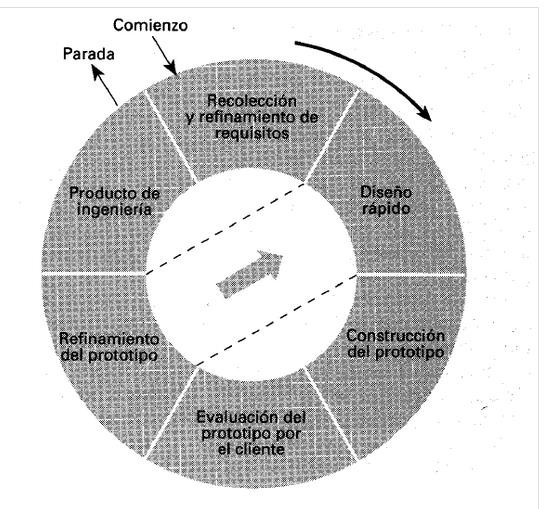 Comienzo
Parada
Recolección
y refinamiento de
requisitos
Diseño
rápido
Construcción
del prototipo
Evaluación del
prototipo por
el cliente
Refinamiento
del prototipo
Producto de
ingeniería